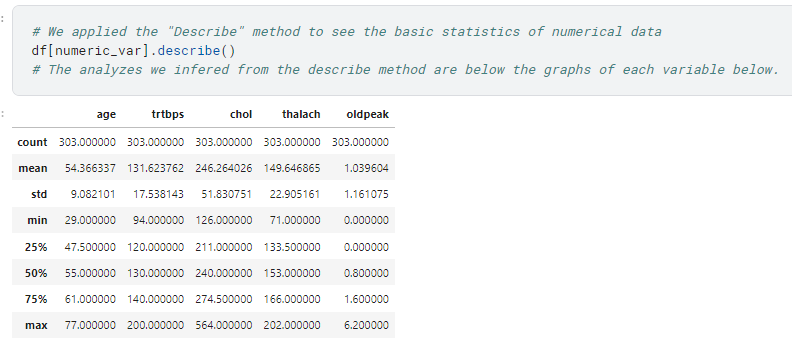 # We applied the "Describe" method to see the basic statistics of numerical data
df[numeric_var].describe()
# The analyzes we infered from the describe method are below the graphs of each variable below.
age trtbps chol thalach oldpeak
count 303.000000 303.000000 303.000000 303.000000 303.000000
mean 54.366337 131.623762 246.264026 149.646865 1.039604
std 9.082101 17.538143 51.830751 22.905161 1.161075
min 29.000000 94.000000 126.000000 71.000000 0.000000
25% 47.500000 120.000000 211.000000 133.500000 0.000000
50% 55.000000 130.000000 240.000000 153.000000 0.800000
75% 61.000000 140.000000 274.500000 166.000000 1.600000
max 77.000000 200.000000 564.000000 202.000000 6.200000